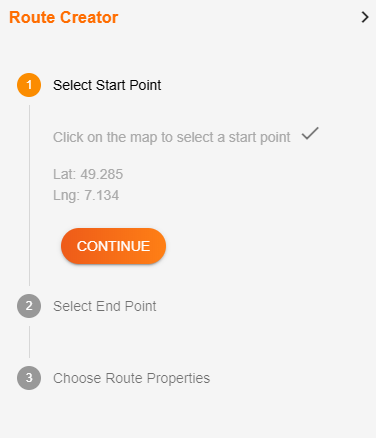 Route Creator
1 Select Start Point
Click on the map to select a start point
Lat: 49.285
Lng: 7.134
CONTINUE
2 Select End Point
3 Choose Route Properties